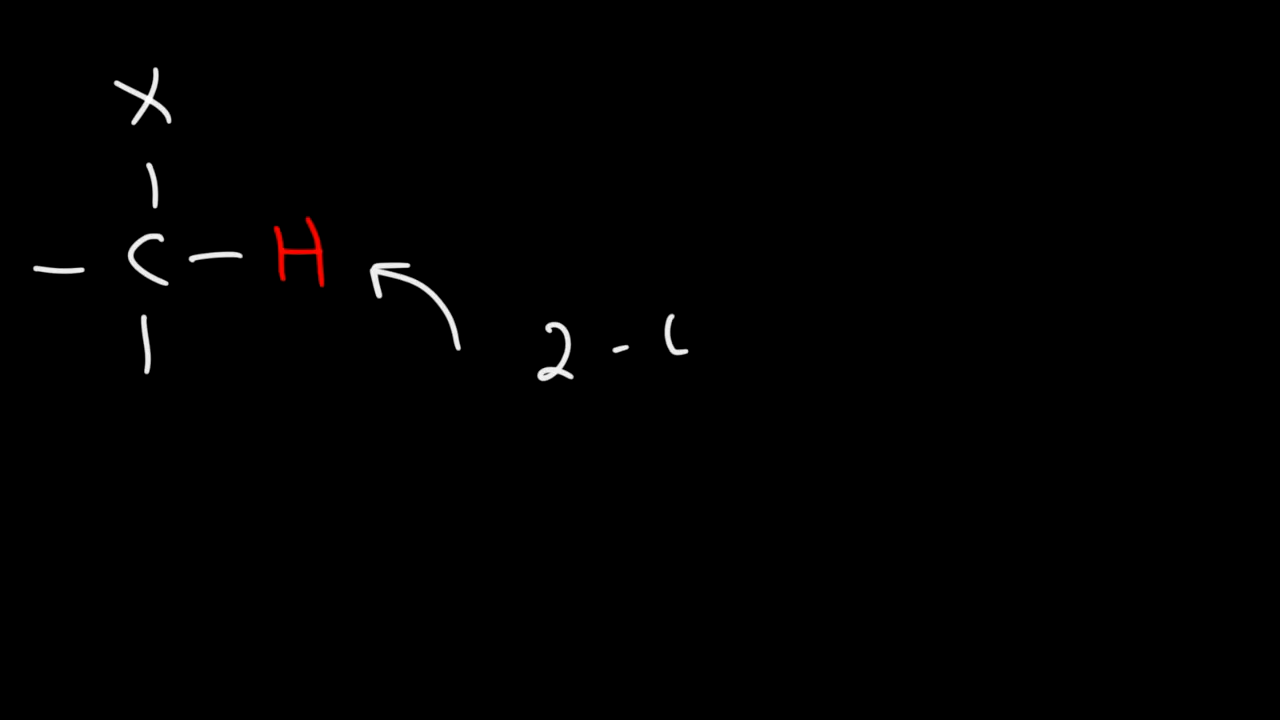 X
— C — H
2 -